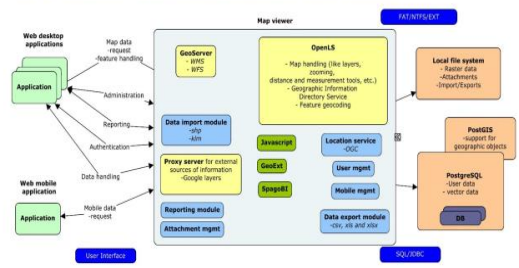 Map viewer
FAT/NTFS/EXT
Web desktop
applications
Map data
-request
-feature handling
GeoServer
- WMS
- WFS
OpenLS
- Map handling (like layers,
zooming,
distance and measurement tools, etc.)
- Geographic Information
Directory Service
- Feature geocoding
Local file system
- Raster data
- Attachments
- Import/Exports
Application
Administration
Reporting
Authentication
Data handling
Data import module
-shp
-klm
Javascript
Location service
-OGC
PostGIS
-support for
geographic objects
Proxy server for external
sources of information
-Google layers
GeoExt
User mgmt
SpagoBI
Mobile mgmt
PostgreSQL
-User data
- vector data
DB
Web mobile
application
Application
Mobile data
-request
Reporting module
Attachment mgmt
Data export module
-csv, xls and xlsx
User Interface
SQL/JDBC